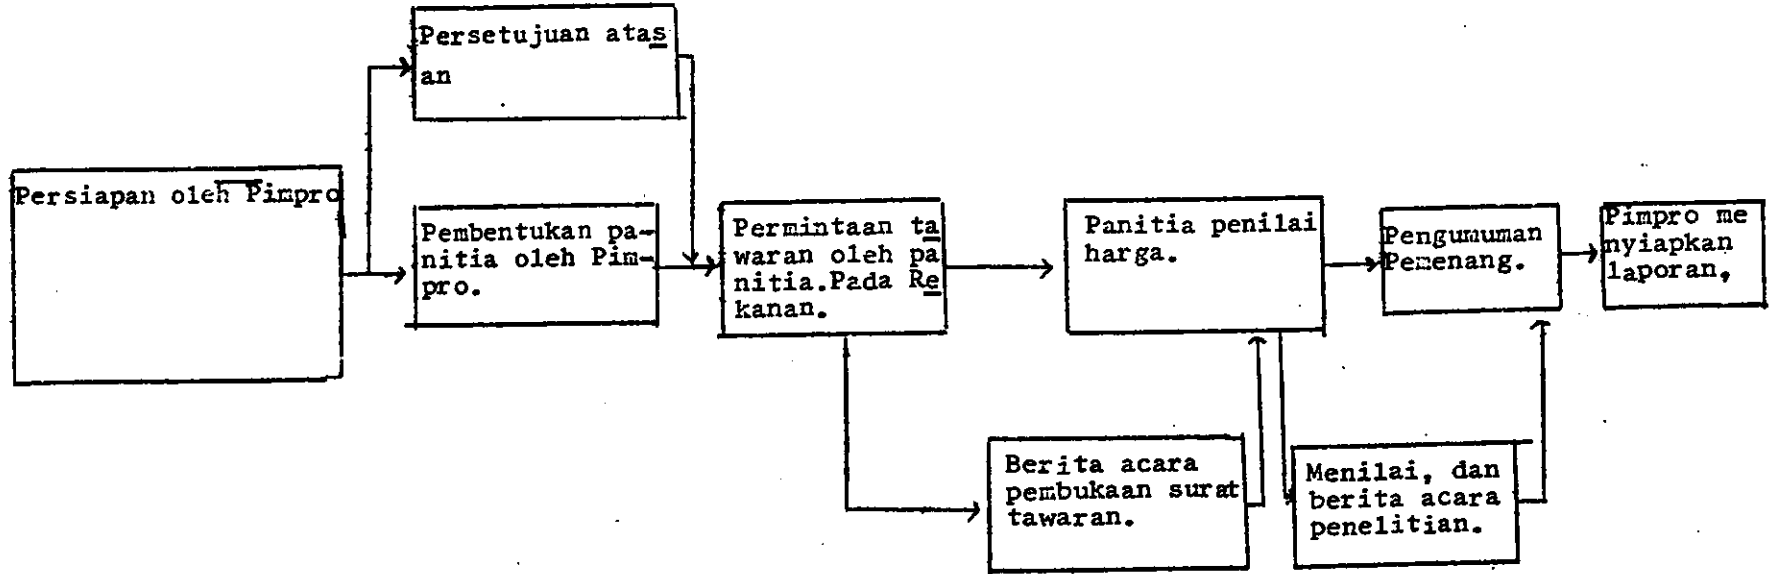 Persetujuan atas
an
Persiapan oleh Pimpro
Pembentukan pa-
nitia oleh Pim-
pro.
Permintaan ta
waran oleh pa
nitia.Pada Re
kanan.
Panitia penilai
harga.
Pengumuman
Pemenang.
Pimpro me
nyiapkan
laporan,
Berita acara
pembukaan surat
tawaran.
Menilai, dan
berita acara
penelitian.